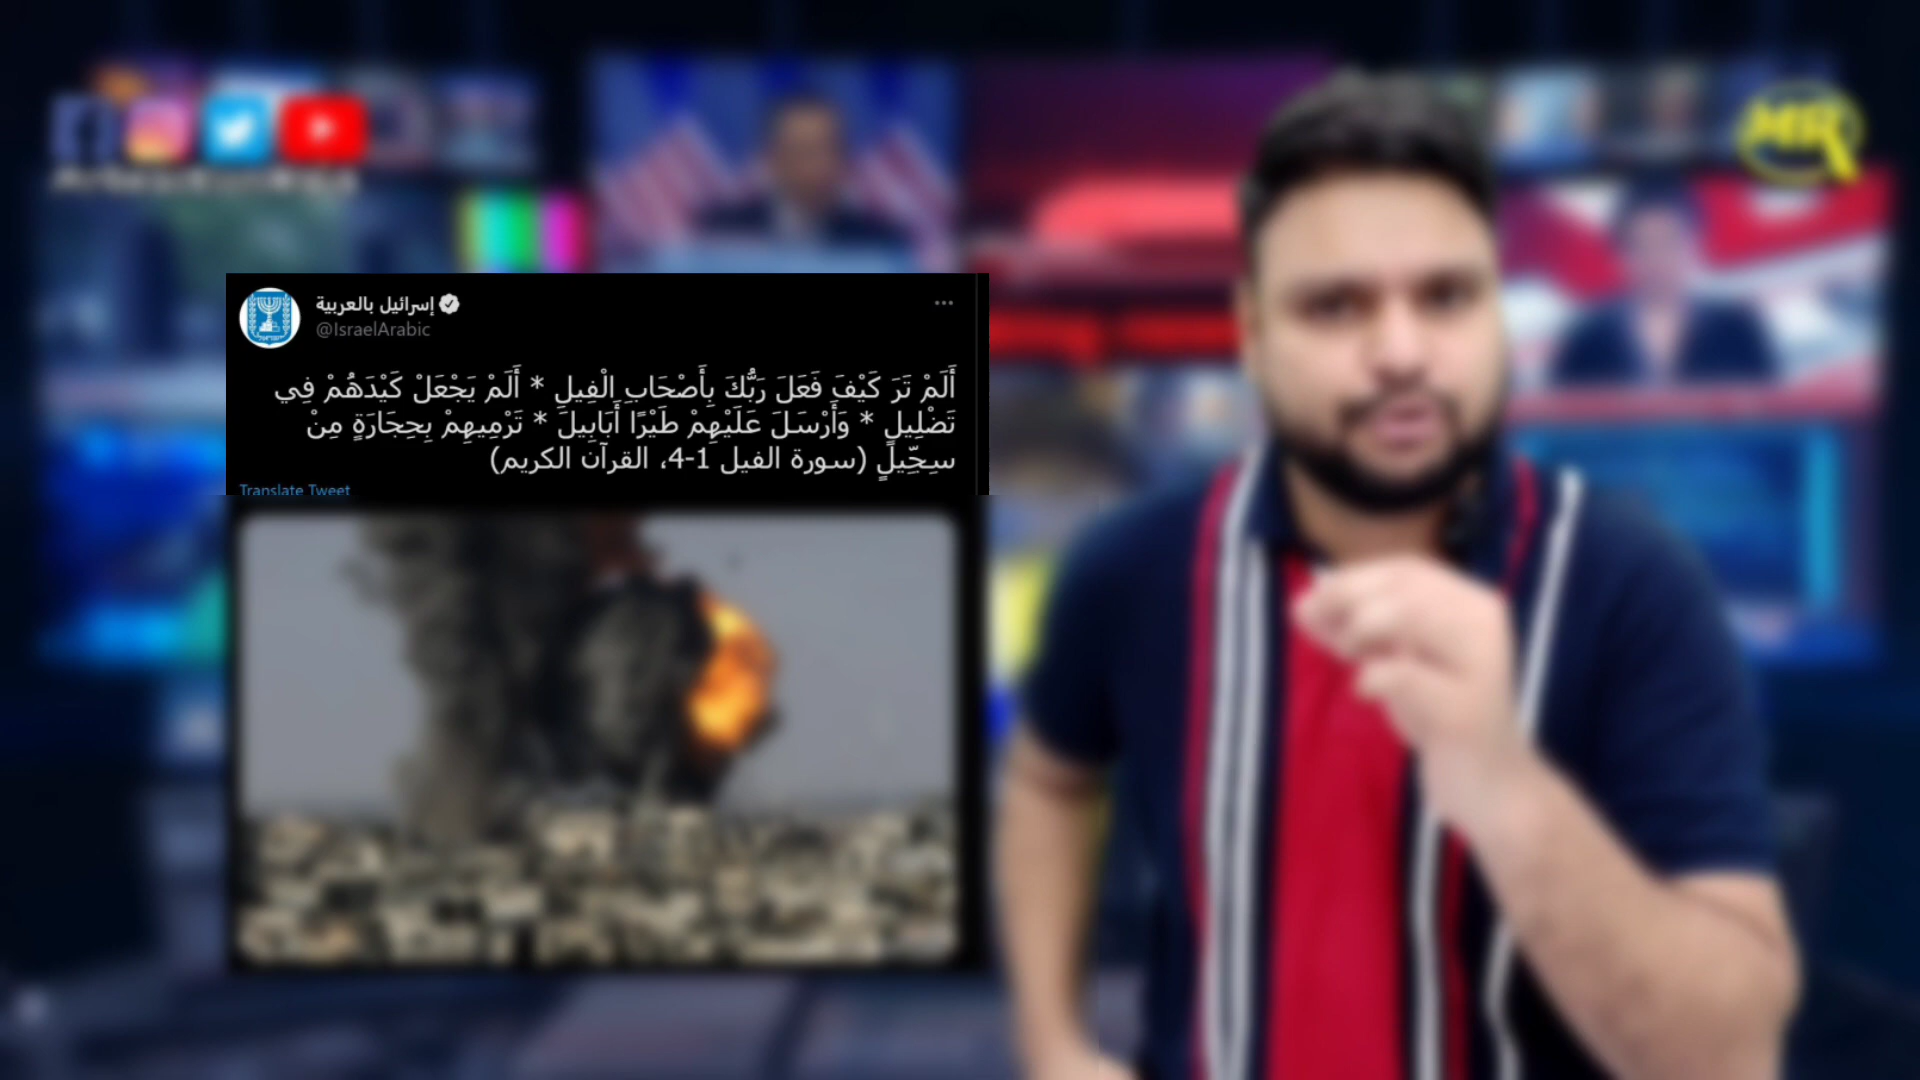 إسرائيل بالعربية
@IsraelArabic
أَلَمْ تَرَ كَيْفَ فَعَلَ رَبُّكَ بِأَصْحَابِ الْفِيلِ * أَلَمْ يَجْعَلْ كَيْدَهُمْ فِي
تَضْلِيلٍ * وَأَرْسَلَ عَلَيْهِمْ طَيْرًا أَبَابِيلَ * تَرْمِيهِمْ بِحِجَارَةٍ مِنْ
سِجِّيلٍ (سورة الفيل 1-4، القرآن الكريم)
Translate Tweet